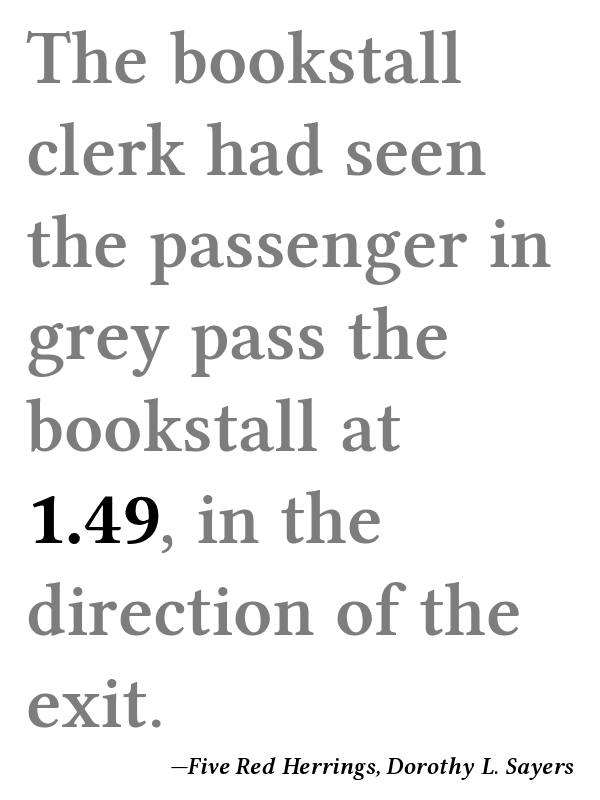 The bookstall
clerk had seen
the passenger in
grey pass the
bookstall at
1.49, in the
direction of the
exit.
—Five Red Herrings, Dorothy L. Sayers